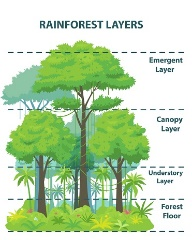 RAINFOREST LAYERS
Emergent
Layer
Canopy
Layer
Understory
Layer
Forest
Floor